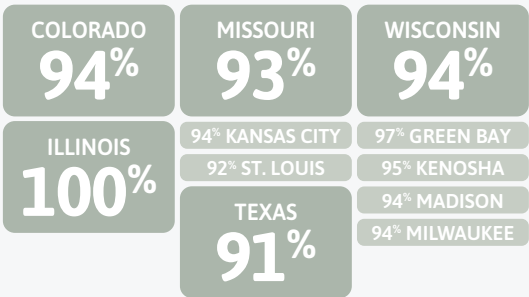 COLORADO
94%
ILLINOIS
100%
MISSOURI
93%
94% KANSAS CITY
92% ST. LOUIS
TEXAS
91%
WISCONSIN
94%
97% GREEN BAY
95% KENOSHA
94% MADISON
94% MILWAUKEE